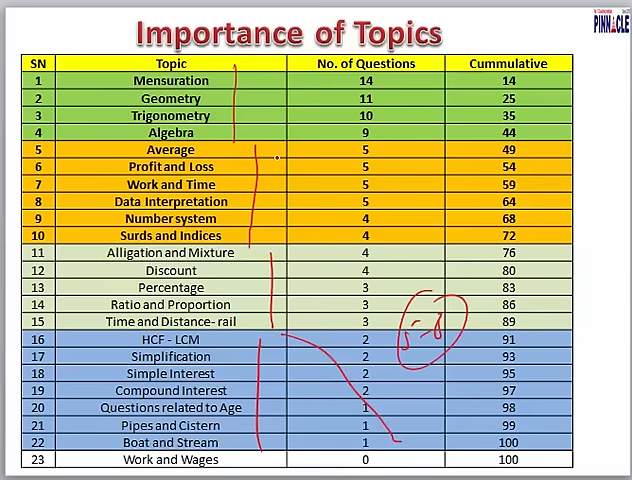 Importance of Topics
PINNACLE
SN Topic No. of Questions Cummulative
1 Mensuration 14 14
2 Geometry 11 25
3 Trigonometry 10 35
4 Algebra 9 44
5 Average 5 49
6 Profit and Loss 5 54
7 Work and Time 5 59
8 Data Interpretation 5 64
9 Number system 4 68
10 Surds and Indices 4 72
11 Alligation and Mixture 4 76
12 Discount 4 80
13 Percentage 3 83
14 Ratio and Proportion 3 86
15 Time and Distance- rail 3 89
16 HCF - LCM 2 91
17 Simplification 2 93
18 Simple Interest 2 95
19 Compound Interest 2 97
20 Questions related to Age 1 98
21 Pipes and Cistern 1 99
22 Boat and Stream 1 100
23 Work and Wages 0 100